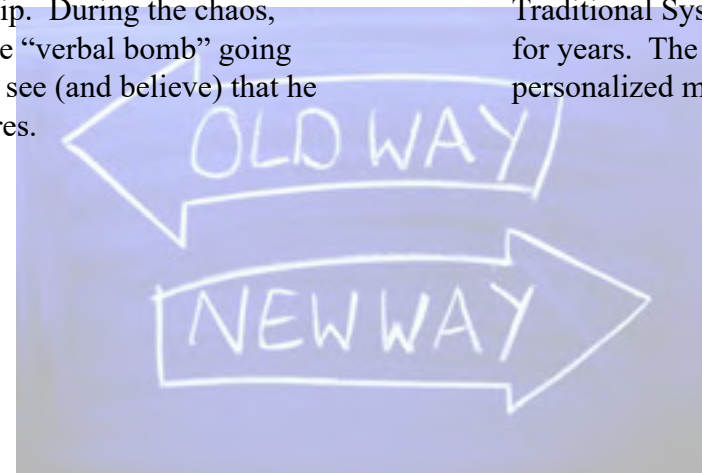 ip. During the chaos,
e “verbal bomb” going
see (and believe) that he
res.
Traditional Sys
for years. The
personalized m
OLD WAY
NEW WAY